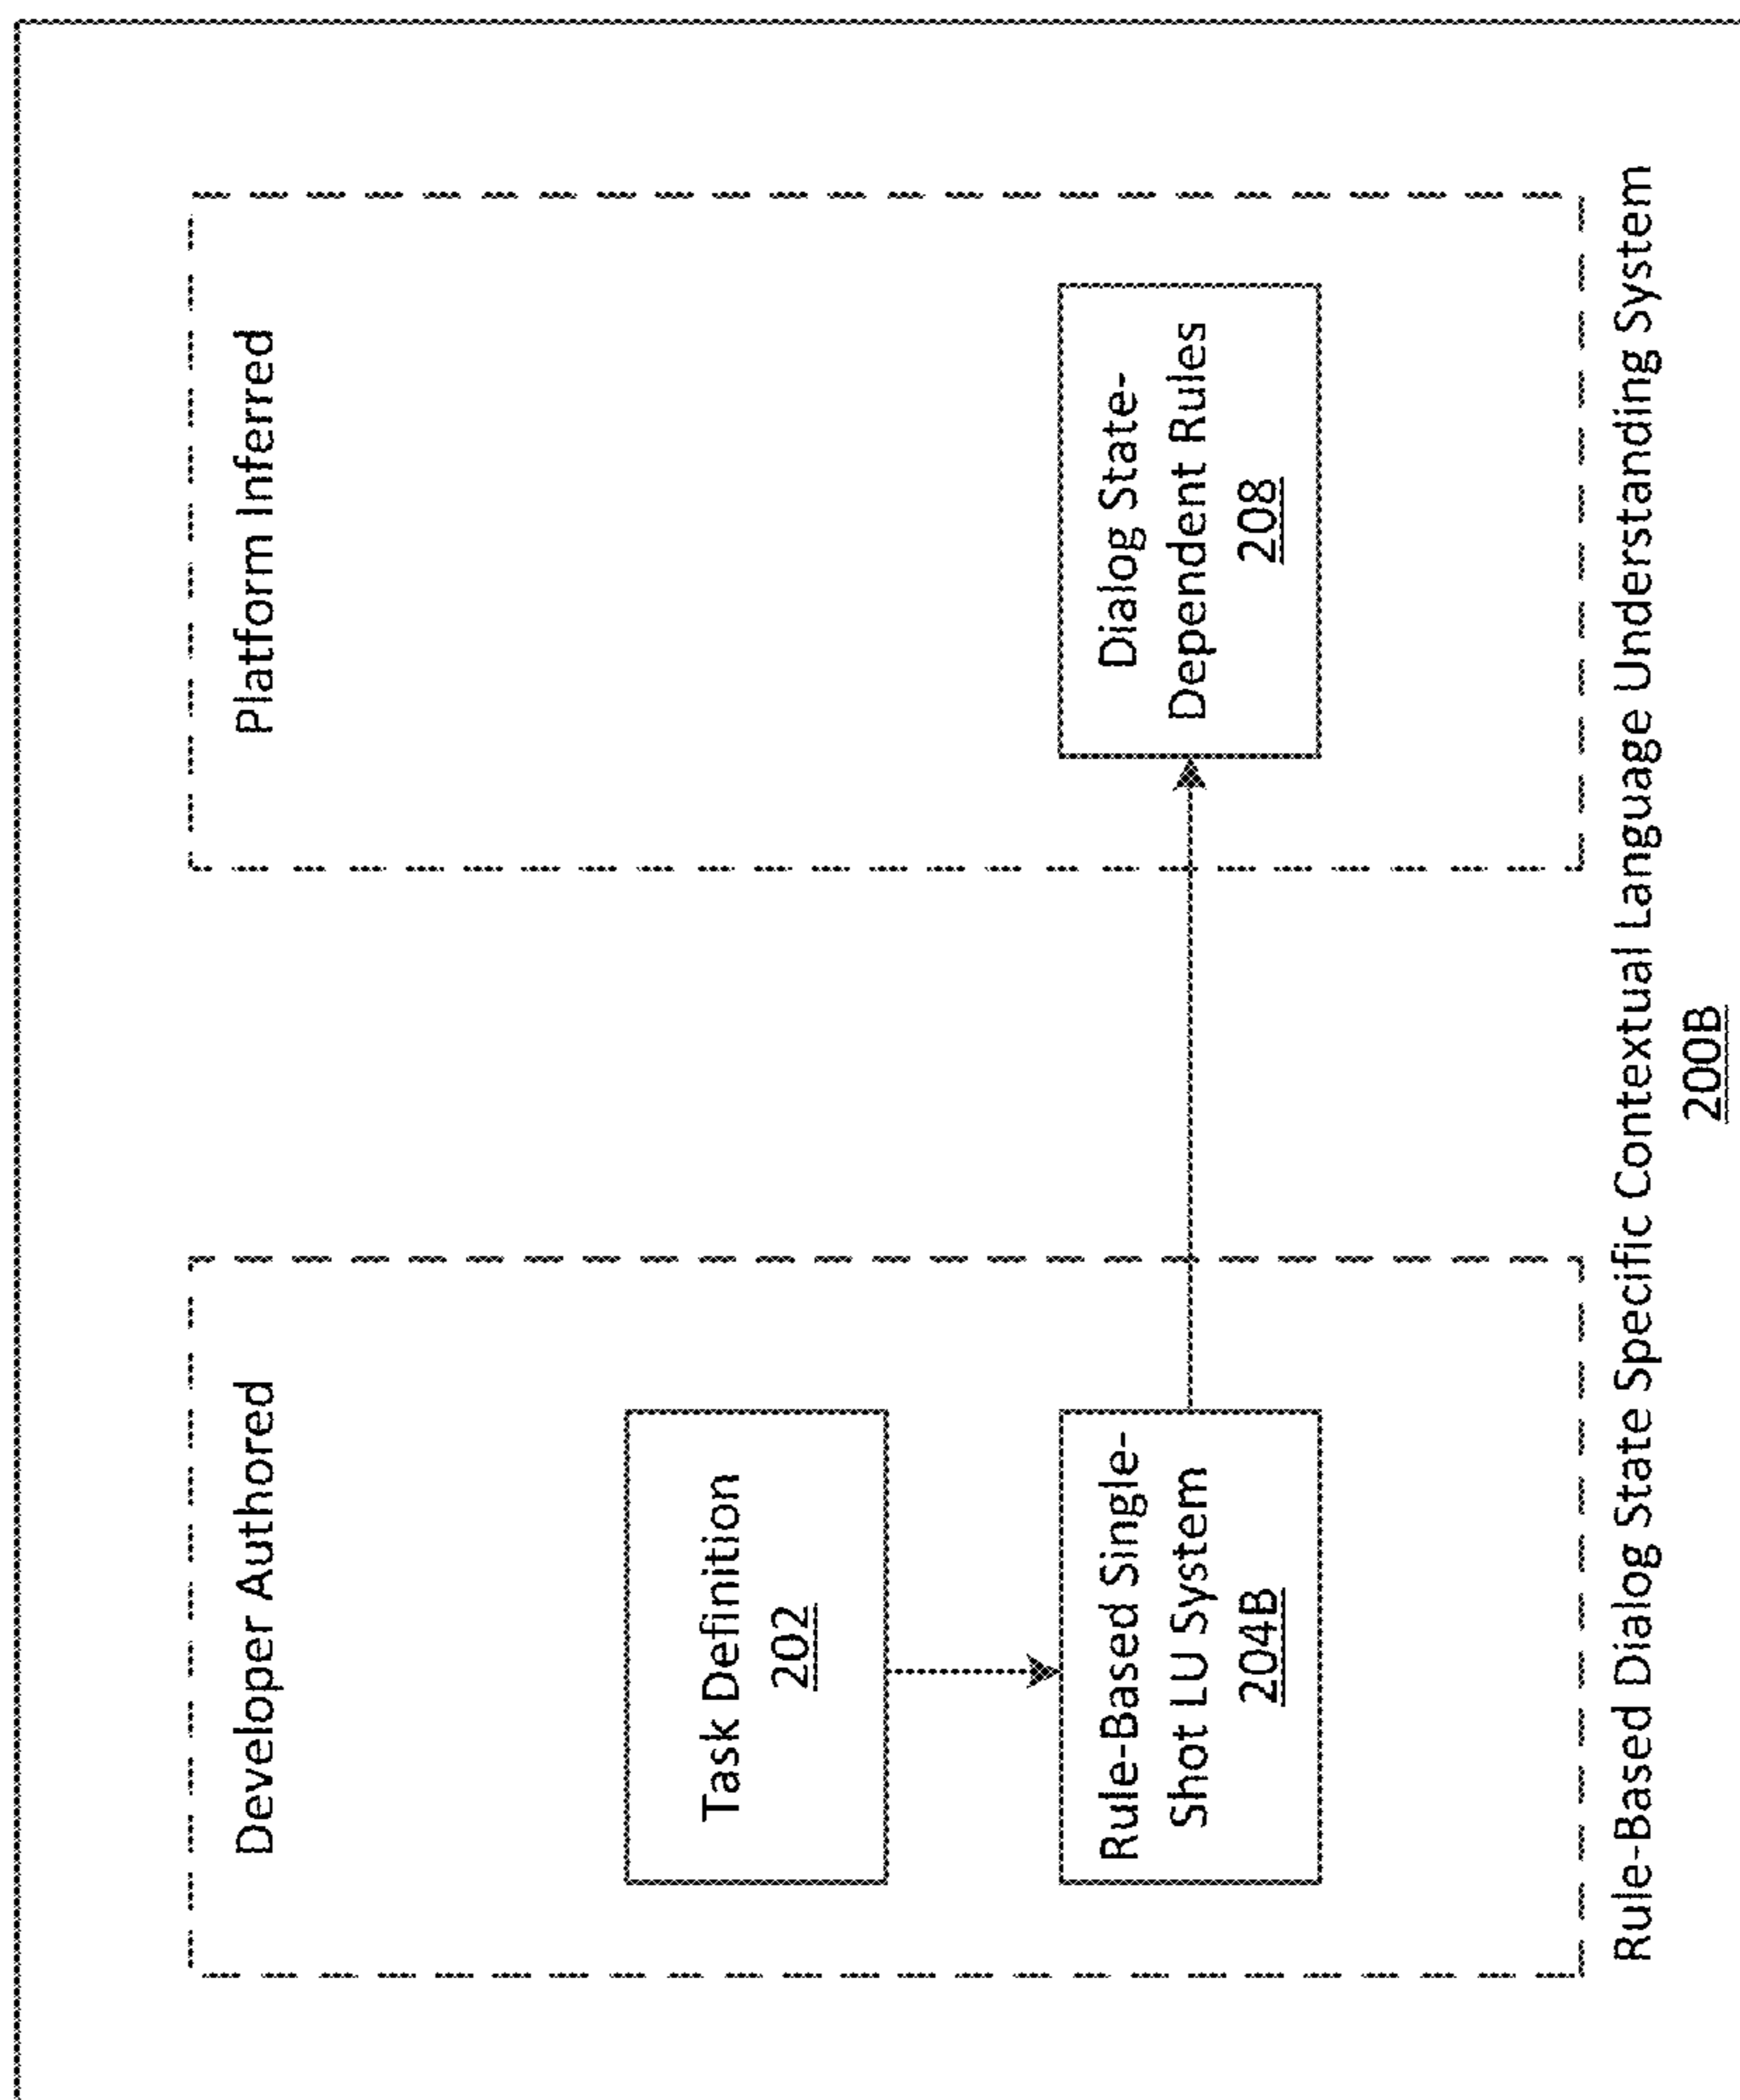 Developer Authored
Task Definition
202
Rule-Based Single-
Shot LU System
204B
Platform Inferred
Dialog State-
Dependent Rules
208
Rule-Based Dialog State Specific Contextual Language Understanding System
200B